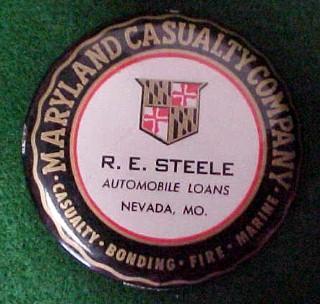 MARYLAND CASUALTY COMPANY
R. E. STEELE
AUTOMOBILE LOANS
NEVADA, MO.
• CASUALTY • BONDING • FIRE • MARINE •